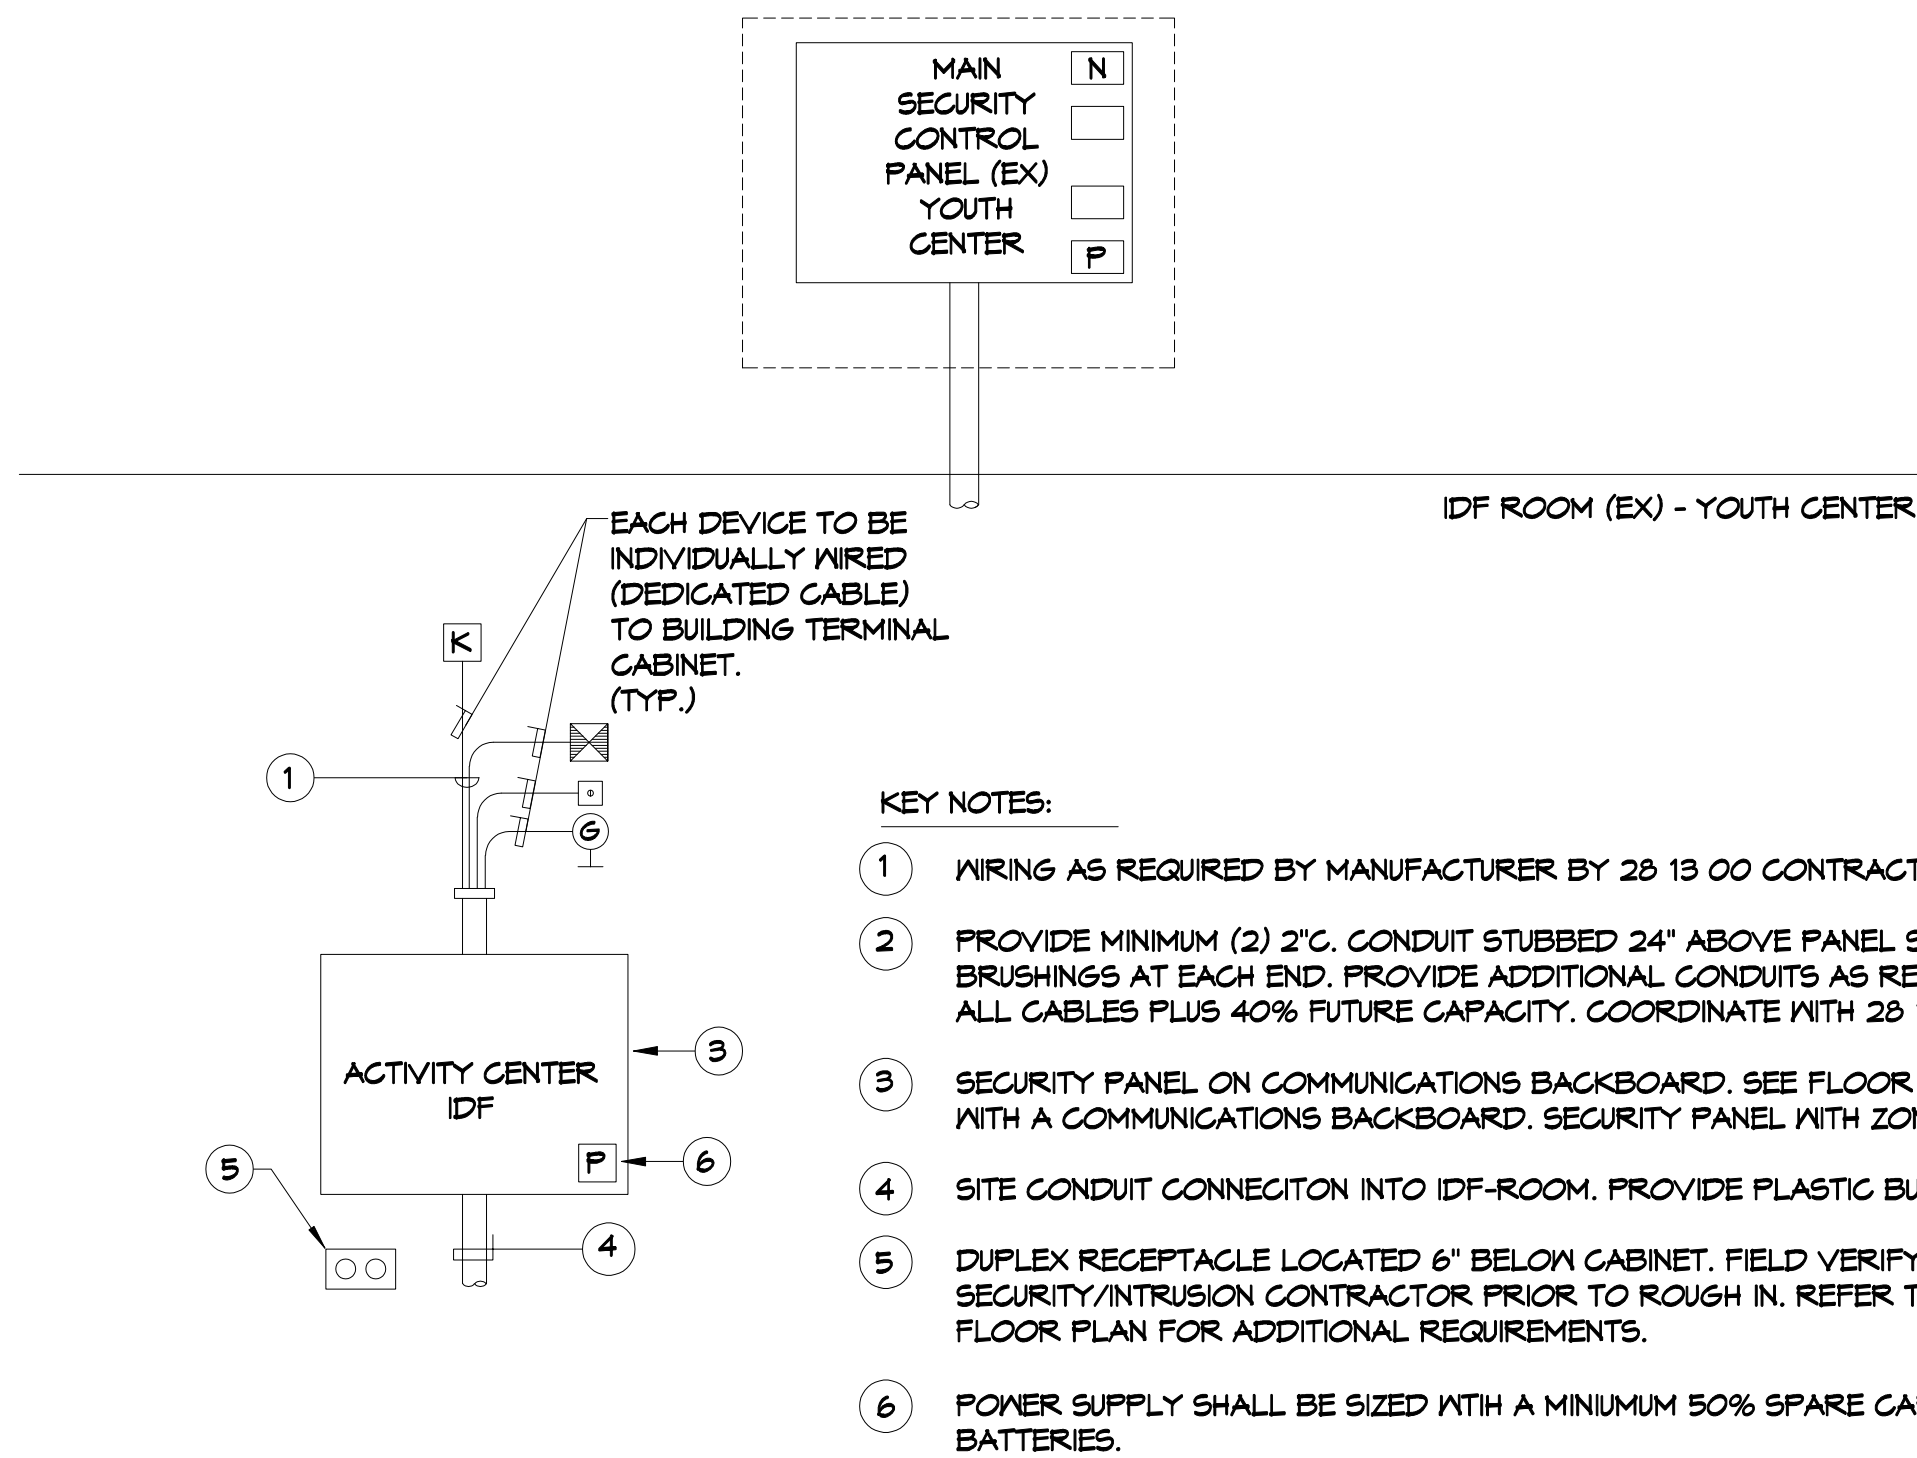 MAIN
SECURITY
CONTROL
PANEL (EX)
YOUTH
CENTER
N
P
IDF ROOM (EX) - YOUTH CENTER
EACH DEVICE TO BE
INDIVIDUALLY WIRED
(DEDICATED CABLE)
TO BUILDING TERMINAL
CABINET.
(TYP.)
K
1
G
ACTIVITY CENTER
IDF
3
P
6
5
4
KEY NOTES:
1 WIRING AS REQUIRED BY MANUFACTURER BY 28 13 00 CONTRACT
2 PROVIDE MINIMUM (2) 2"C. CONDUIT STUBBED 24" ABOVE PANEL S
BRUSHINGS AT EACH END. PROVIDE ADDITIONAL CONDUITS AS RE
ALL CABLES PLUS 40% FUTURE CAPACITY. COORDINATE WITH 28
3 SECURITY PANEL ON COMMUNICATIONS BACKBOARD. SEE FLOOR
WITH A COMMUNICATIONS BACKBOARD. SECURITY PANEL WITH ZON
4 SITE CONDUIT CONNECITON INTO IDF-ROOM. PROVIDE PLASTIC BU
5 DUPLEX RECEPTACLE LOCATED 6" BELOW CABINET. FIELD VERIFY
SECURITY/INTRUSION CONTRACTOR PRIOR TO ROUGH IN. REFER T
FLOOR PLAN FOR ADDITIONAL REQUIREMENTS.
6 POWER SUPPLY SHALL BE SIZED WTIH A MINIUMUM 50% SPARE CA
BATTERIES.